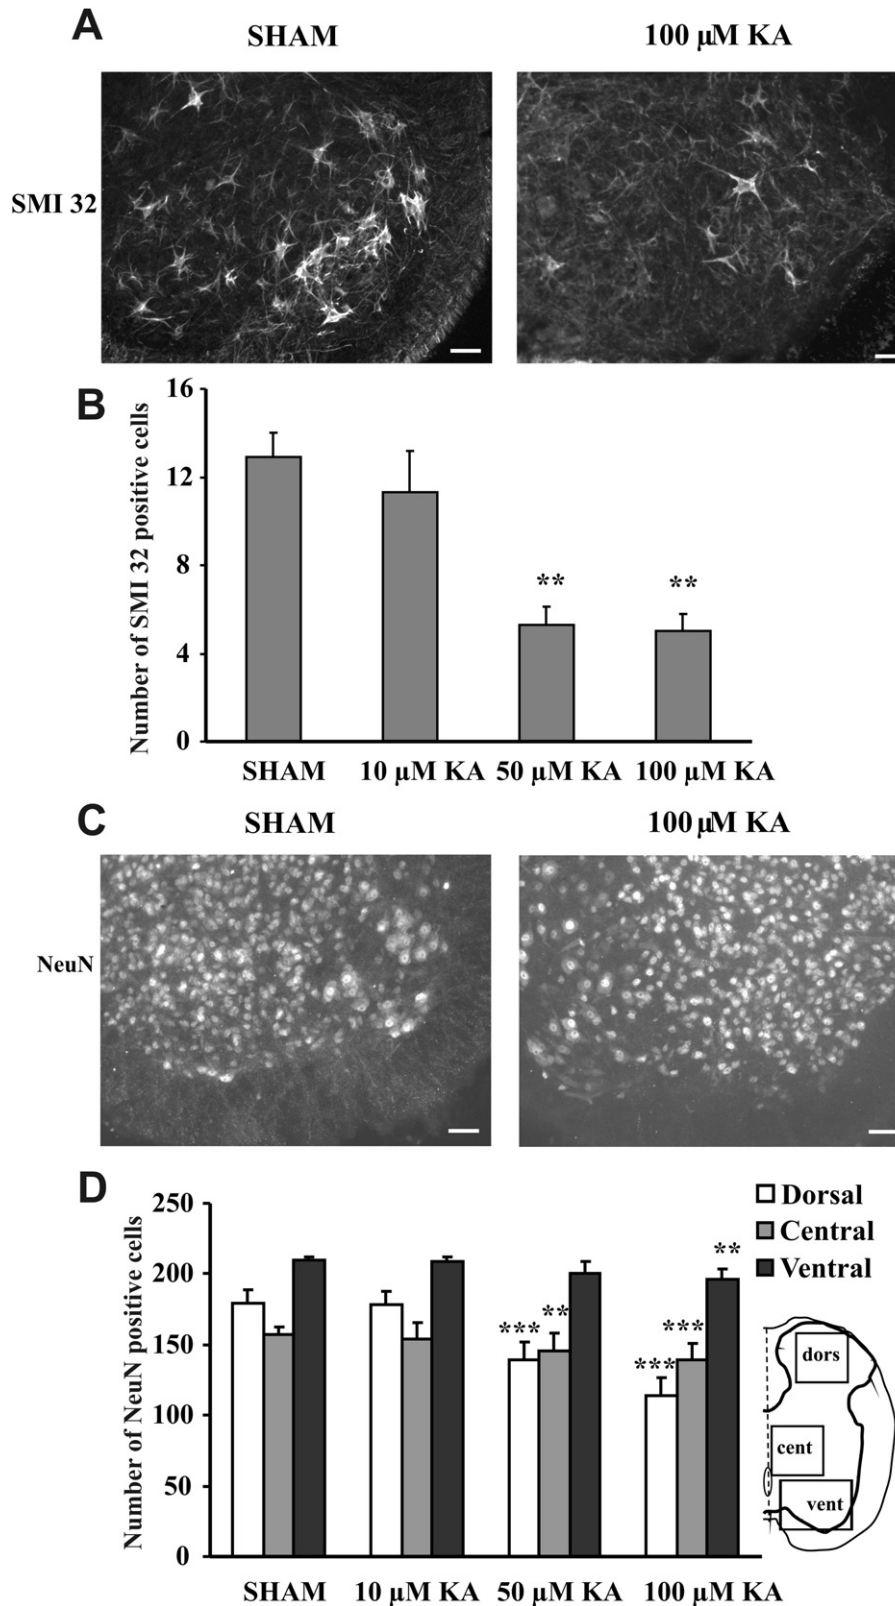 A
SHAM
100 µM KA
SMI 32
B
Number of SMI 32 positive cells
16
12
8
4
0
**
**
SHAM
10 µM KA
50 µM KA
100 µM KA
C
SHAM
100 µM KA
NeuN
D
Number of NeuN positive cells
250
200
150
100
50
0
Dorsal
Central
Ventral
***
**
***
***
**
dors
cent
vent
SHAM
10 µM KA
50 µM KA
100 µM KA